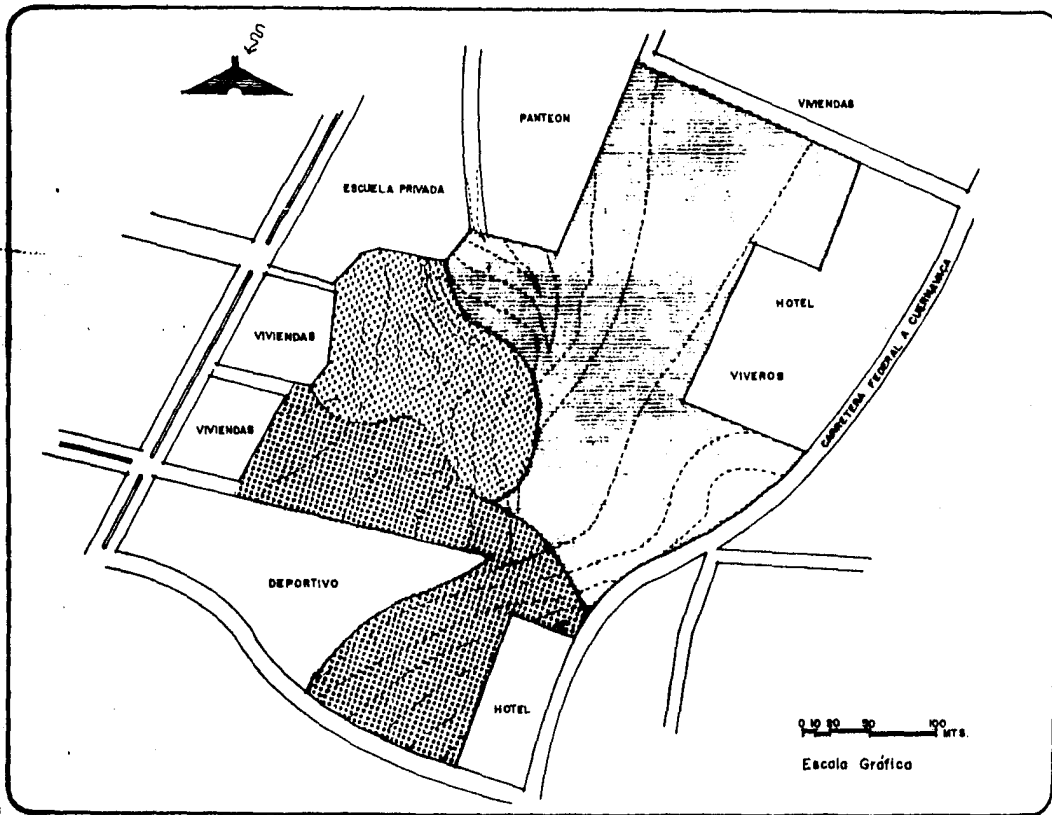 VIVIENDAS
PANTEON
ESCUELA PRIVADA
HOTEL
VIVIENDAS
CARRETERA FEDERAL A CUERNAVACA
VIVEROS
VIVIENDAS
DEPORTIVO
HOTEL
0 10 20 50 100
MTS.
Escala Gráfica